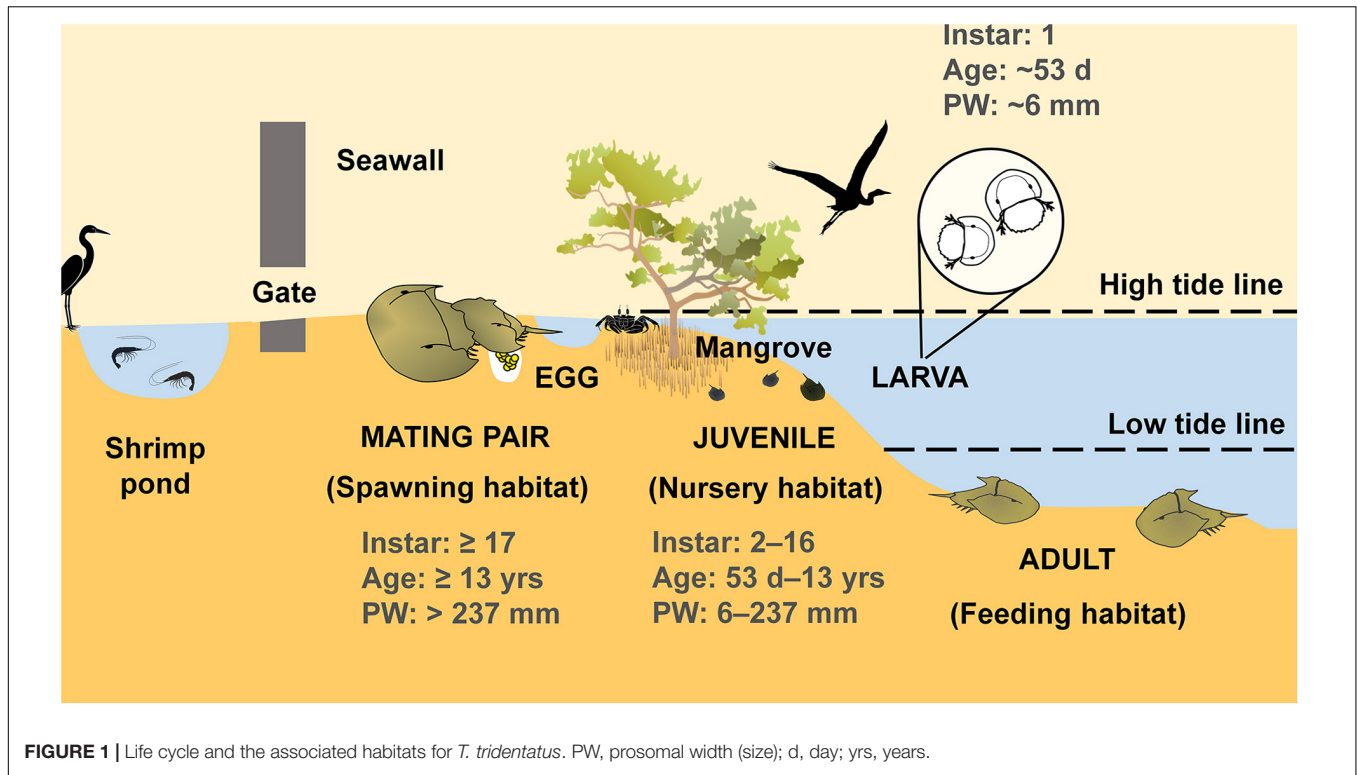 Instar: 1
Age: ~53 d
PW: ~6 mm
Seawall
Gate
High tide line
Mangrove
LARVA
EGG
Low tide line
Shrimp
pond
MATING PAIR
(Spawning habitat)
Instar: ≥ 17
Age: ≥ 13 yrs
PW: > 237 mm
JUVENILE
(Nursery habitat)
Instar: 2–16
Age: 53 d–13 yrs
PW: 6–237 mm
ADULT
(Feeding habitat)
FIGURE 1 | Life cycle and the associated habitats for T. tridentatus. PW, prosomal width (size); d, day; yrs, years.